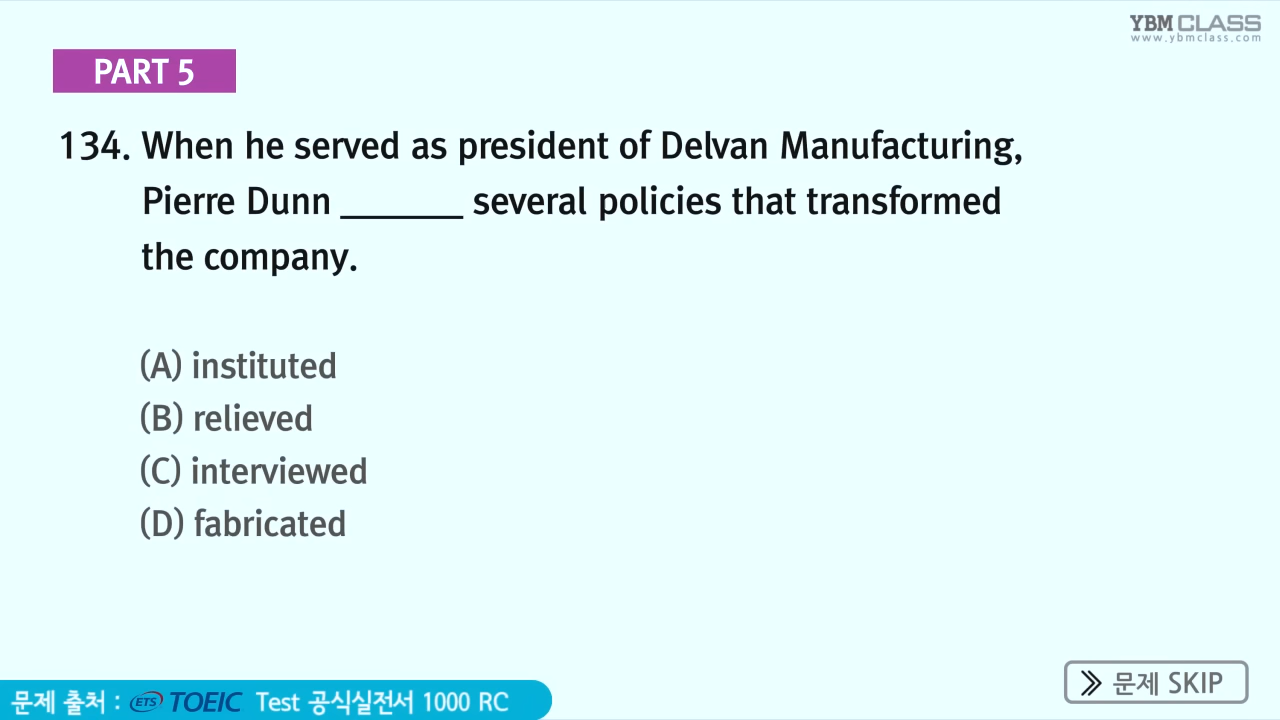 YBM CLASS
www.ybmclass.com
PART 5
134. When he served as president of Delvan Manufacturing,
Pierre Dunn ______ several policies that transformed
the company.
(A) instituted
(B) relieved
(C) interviewed
(D) fabricated
문제 SKIP
문제 출처 : ETS TOEIC Test 공식실전서 1000 RC